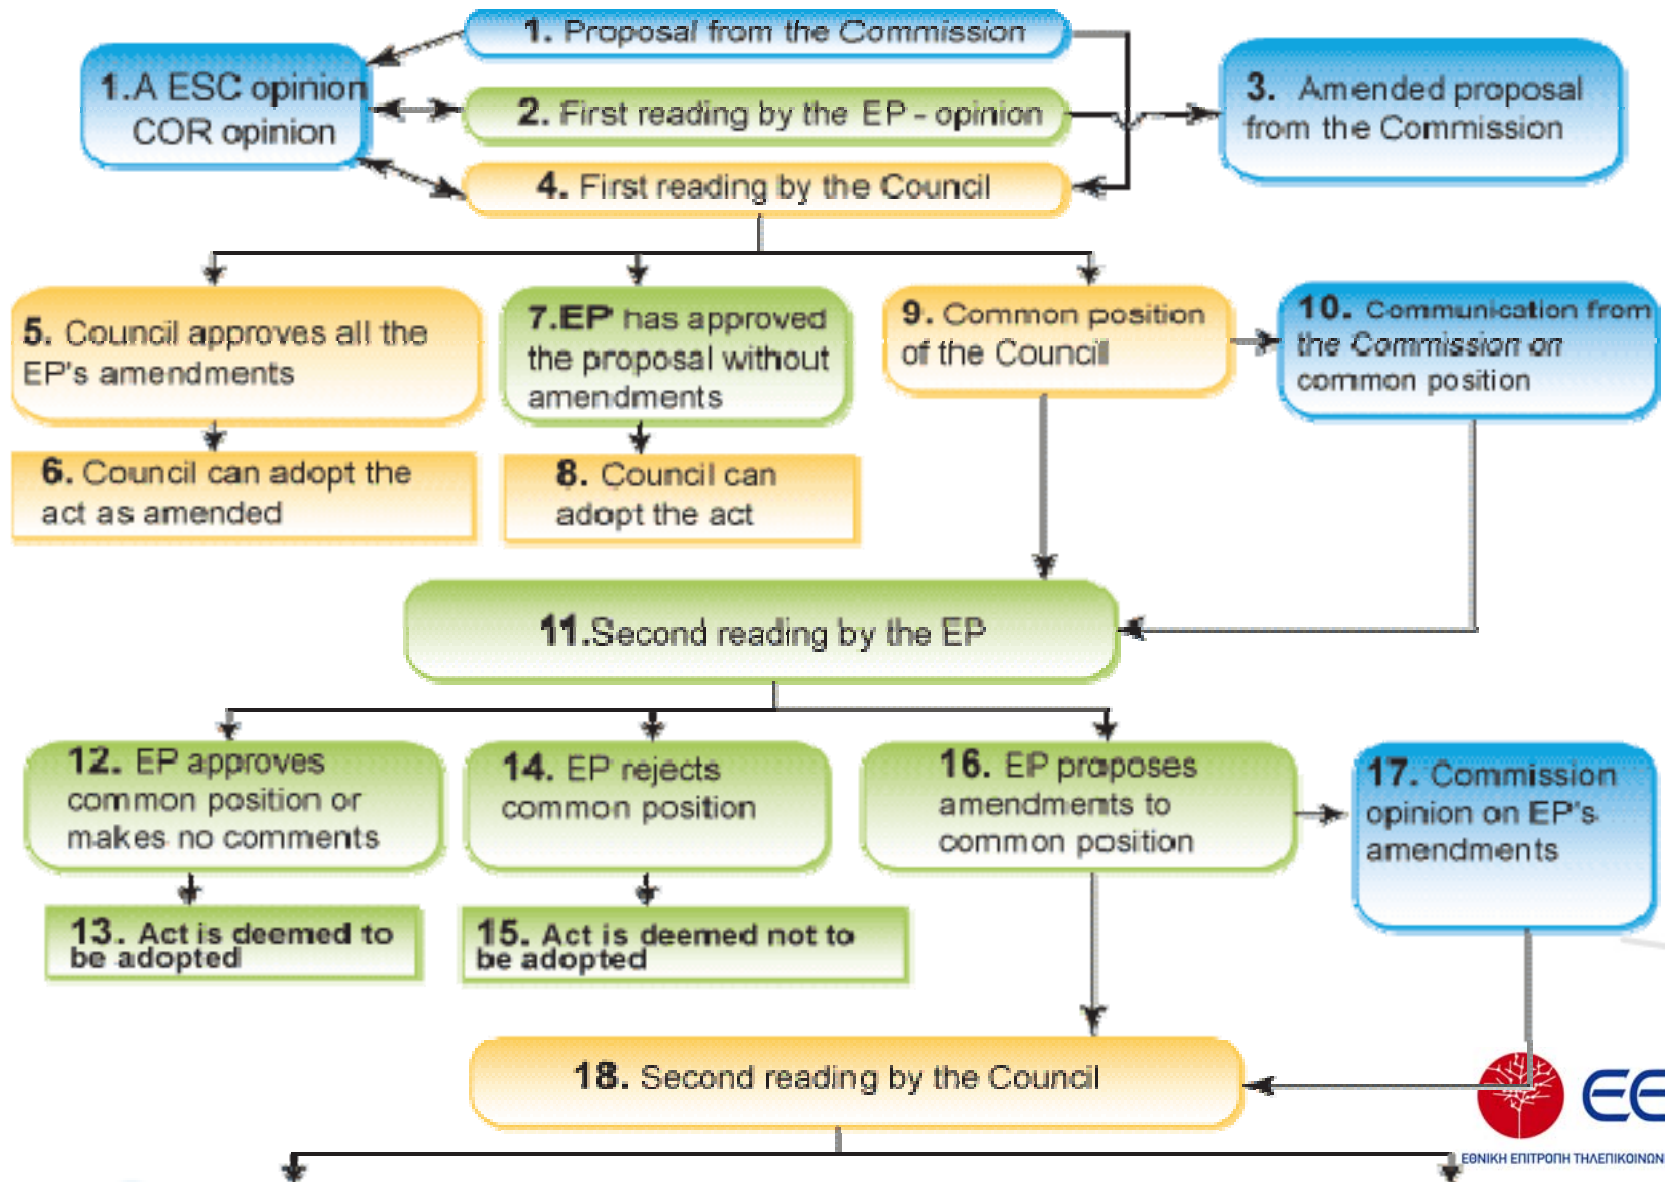 1. Proposal from the Commission
1.A ESC opinion
COR opinion
2. First reading by the EP - opinion
3. Amended proposal
from the Commission
4. First reading by the Council
5. Council approves all the
EP's amendments
7.EP has approved
the proposal without
amendments
9. Common position
of the Council
10. Communication from
the Commission on
common position
6. Council can adopt the
act as amended
8. Council can
adopt the act
11.Second reading by the EP
12. EP approves
common position or
makes no comments
14. EP rejects
common position
16. EP proposes
amendments to
common position
17. Commission
opinion on EP's
amendments
13. Act is deemed to
be adopted
15. Act is deemed not to
be adopted
18. Second reading by the Council
ΕΕ
ΕΘΝΙΚΗ ΕΠΙΤΡΟΠΗ ΤΗΛΕΠΙΚΟΙΝΩΝ